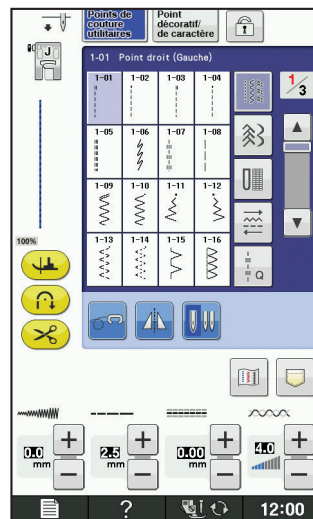 Points de
couture
utilitaires
Point
décoratif/
de caractère
J
1-01 Point droit (Gauche)
1/3
1-01 1-02 1-03 1-04
1-05 1-06 1-07 1-08
1-09 1-10 1-11 1-12
1-13 1-14 1-15 1-16
Q
100%
0.0 mm + −
2.5 mm + −
0.00 mm + −
4.0 + −
? 12:00